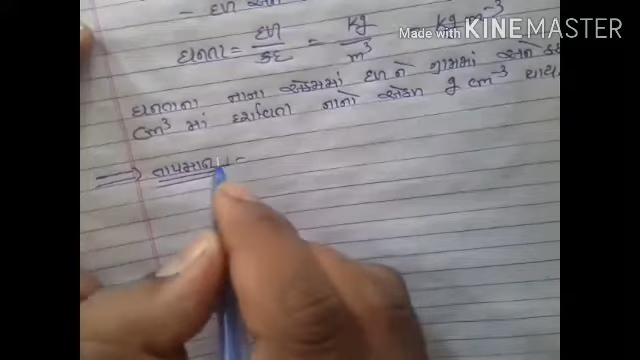 Made with KINEMASTER
ઘનતા = દળ / કદ = kg / m³ = kg m⁻³
ઘનતાના નાના એકમમાં દળ ને ગ્રામમાં અને કદ
cm³ માં દર્શાવતા નાનો એકમ g cm⁻³ થાય
⟹ તાપમાન :-